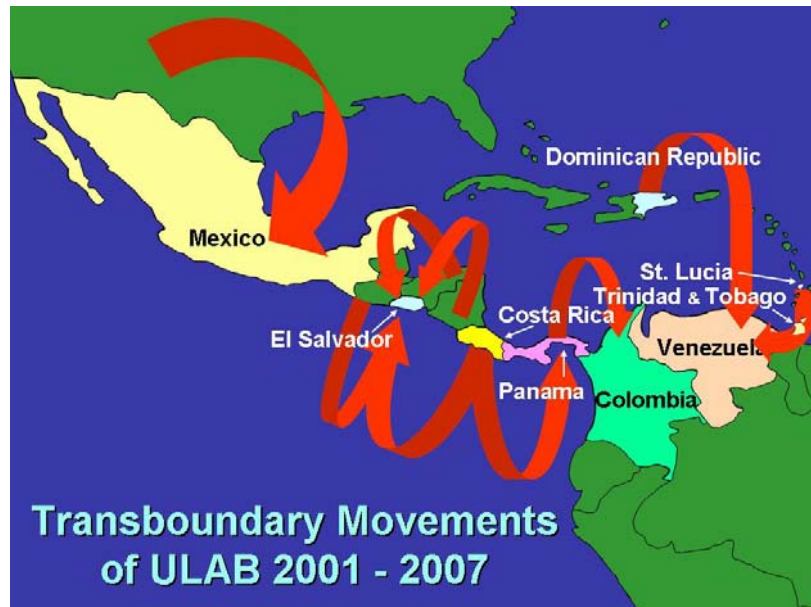 Dominican Republic
Mexico
St. Lucia
Trinidad & Tobago
Costa Rica
El Salvador
Venezuela
Panama
Colombia
Transboundary Movements
of ULAB 2001 - 2007